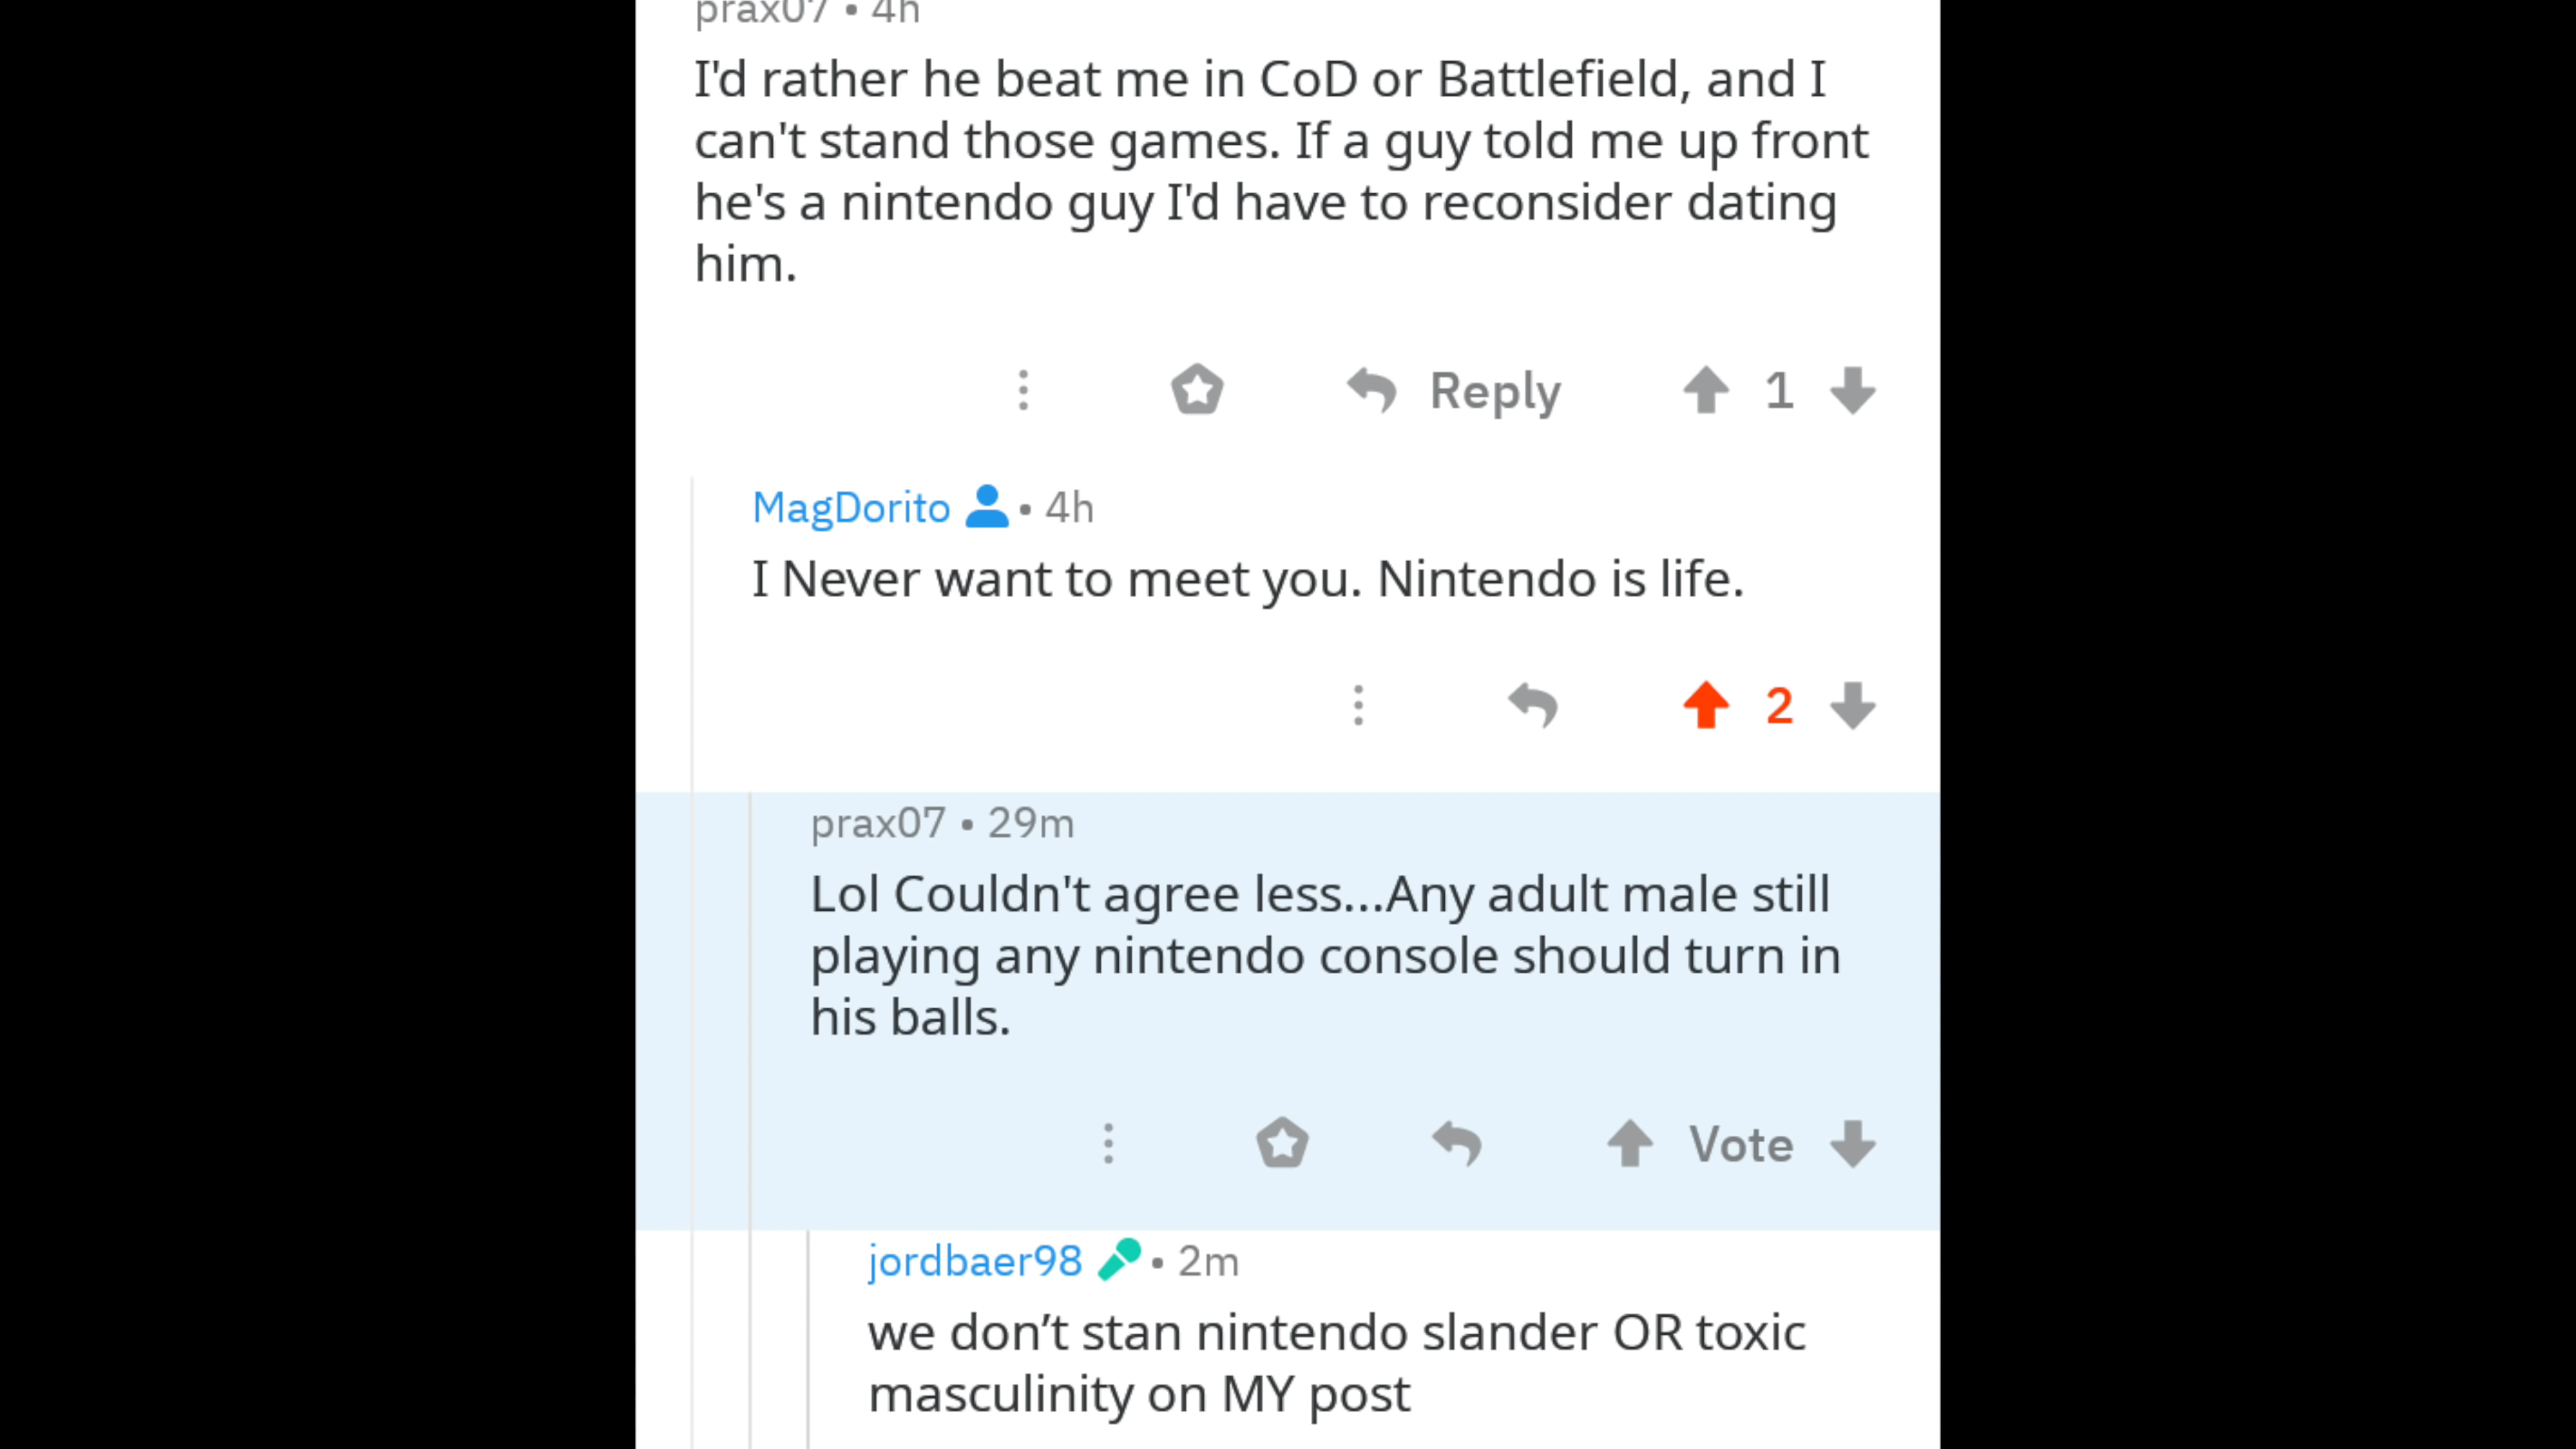 prax07 • 4h
I'd rather he beat me in CoD or Battlefield, and I
can't stand those games. If a guy told me up front
he's a nintendo guy I'd have to reconsider dating
him.
Reply 1
MagDorito • 4h
I Never want to meet you. Nintendo is life.
2
prax07 • 29m
Lol Couldn't agree less...Any adult male still
playing any nintendo console should turn in
his balls.
Vote
jordbaer98 • 2m
we don’t stan nintendo slander OR toxic
masculinity on MY post